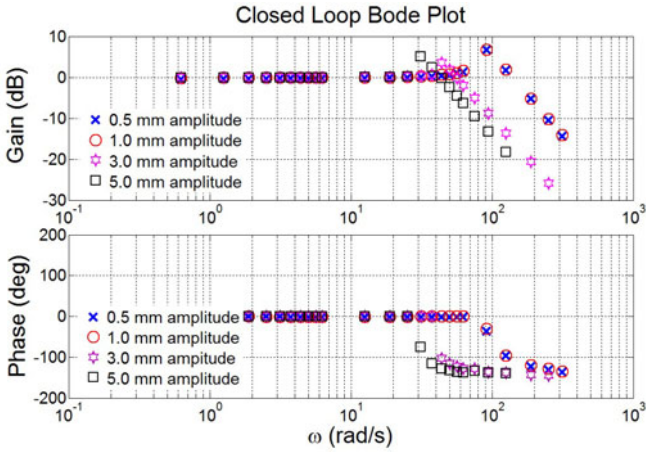 Closed Loop Bode Plot
Gain (dB)
10
0
-10
-20
-30
0.5 mm amplitude
1.0 mm amplitude
3.0 mm amplitude
5.0 mm amplitude
10^-1 10^0 10^1 10^2 10^3
Phase (deg)
200
100
0
-100
-200
0.5 mm amplitude
1.0 mm amplitude
3.0 mm ampitude
5.0 mm amplitude
10^-1 10^0 10^1 10^2 10^3
ω (rad/s)